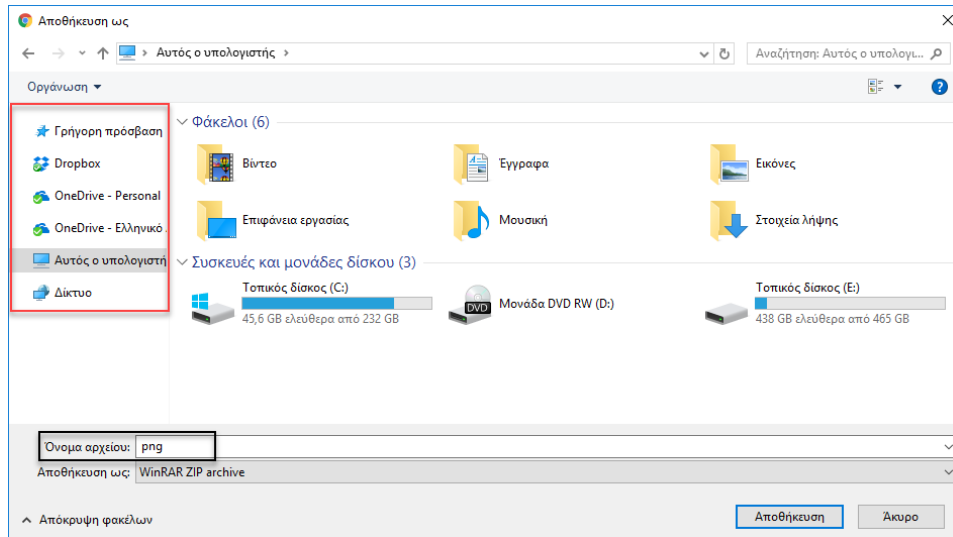 Αποθήκευση ως
Αυτός ο υπολογιστής
Αναζήτηση: Αυτός ο υπολογι...
Οργάνωση
Γρήγορη πρόσβαση
Dropbox
OneDrive - Personal
OneDrive - Ελληνικό
Αυτός ο υπολογιστή
Δίκτυο
Φάκελοι (6)
Βίντεο
Έγγραφα
Εικόνες
Επιφάνεια εργασίας
Μουσική
Στοιχεία λήψης
Συσκευές και μονάδες δίσκου (3)
Τοπικός δίσκος (C:)
45,6 GB ελεύθερα από 232 GB
DVD
Μονάδα DVD RW (D:)
Τοπικός δίσκος (E:)
438 GB ελεύθερα από 465 GB
Όνομα αρχείου: png
Αποθήκευση ως: WinRAR ZIP archive
Απόκρυψη φακέλων
Αποθήκευση
Άκυρο